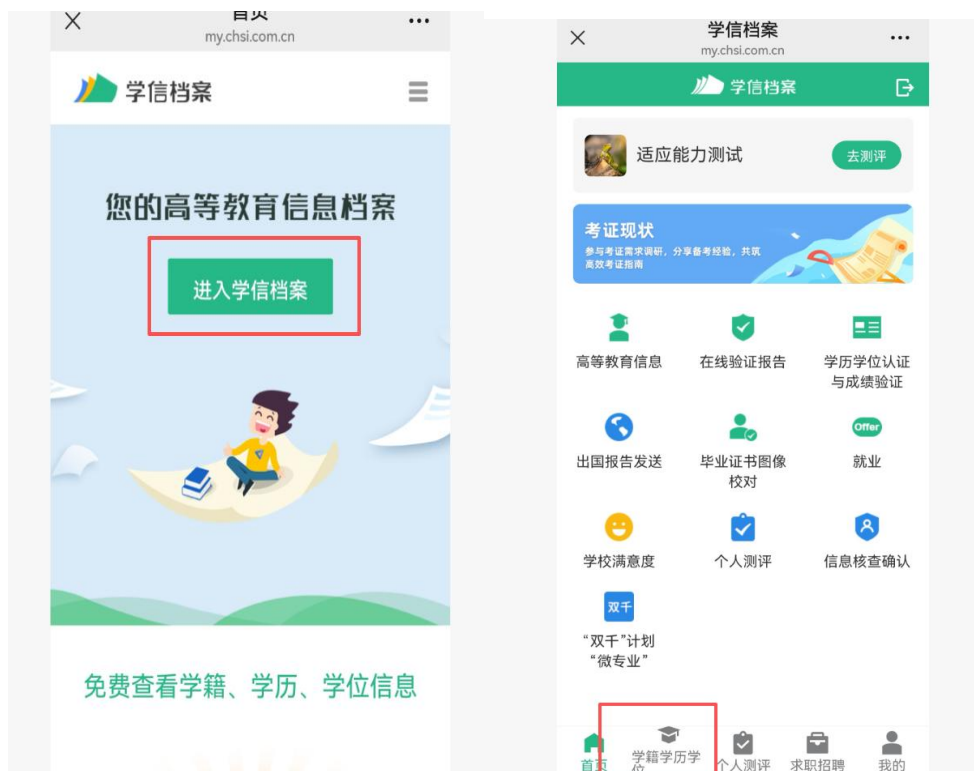 首页
my.chsi.com.cn
学信档案
您的高等教育信息档案
进入学信档案
免费查看学籍、学历、学位信息
学信档案
my.chsi.com.cn
学信档案
适应能力测试
去测评
考证现状
参与考证需求调研，分享备考经验，共筑
高效考证指南
高等教育信息
在线验证报告
学历学位认证
与成绩验证
出国报告发送
毕业证书图像
校对
Offer
就业
学校满意度
个人测评
信息核查确认
双千
“双千”计划
“微专业”
首页
学籍学历学
位
个人测评
求职招聘
我的